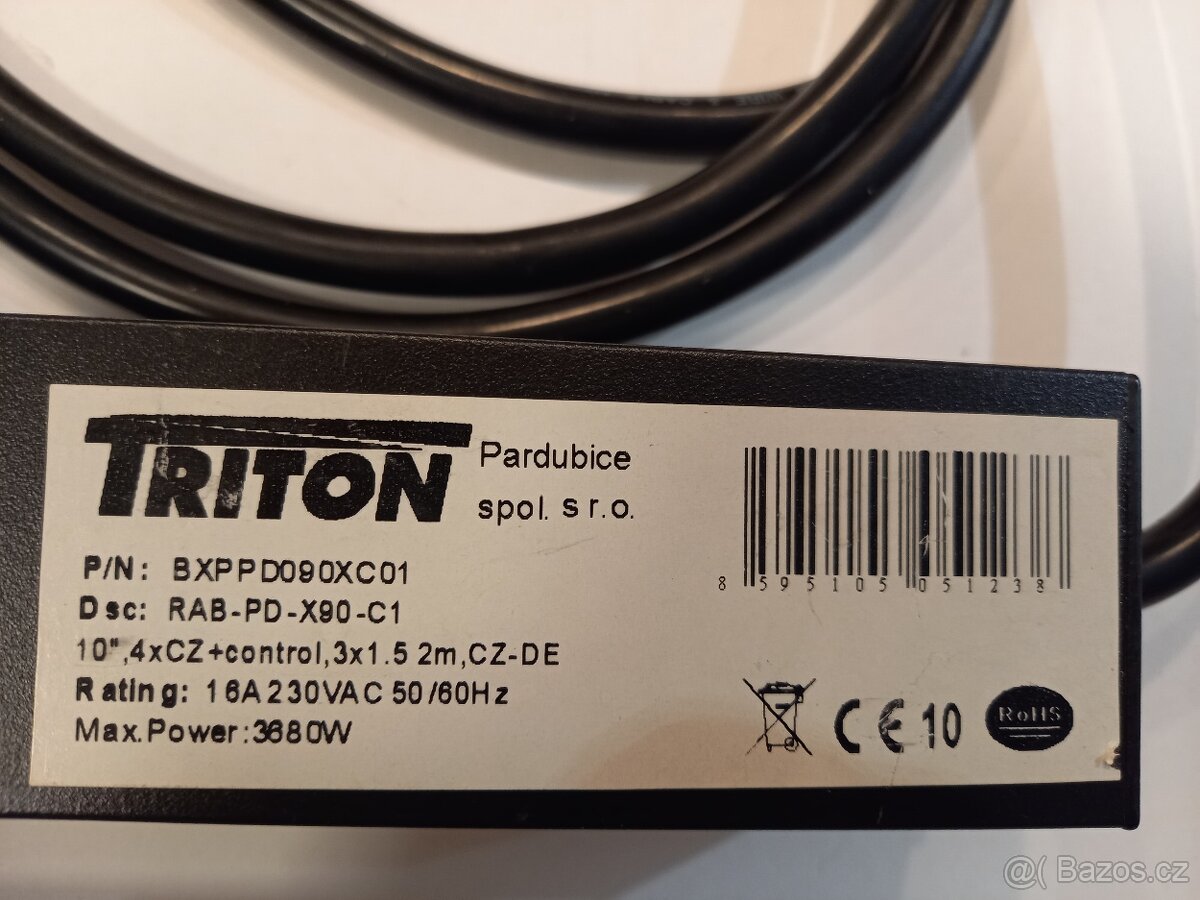 TRITON Pardubice
spol. s r.o.
P/N: BXPPD090XC01
Dsc: RAB-PD-X90-C1
10",4xCZ+control,3x1.5 2m,CZ-DE
Rating: 16A 230VAC 50/60Hz
Max.Power:3680W
8 595105 051238
CE 10
RoHS
@( Bazos.cz